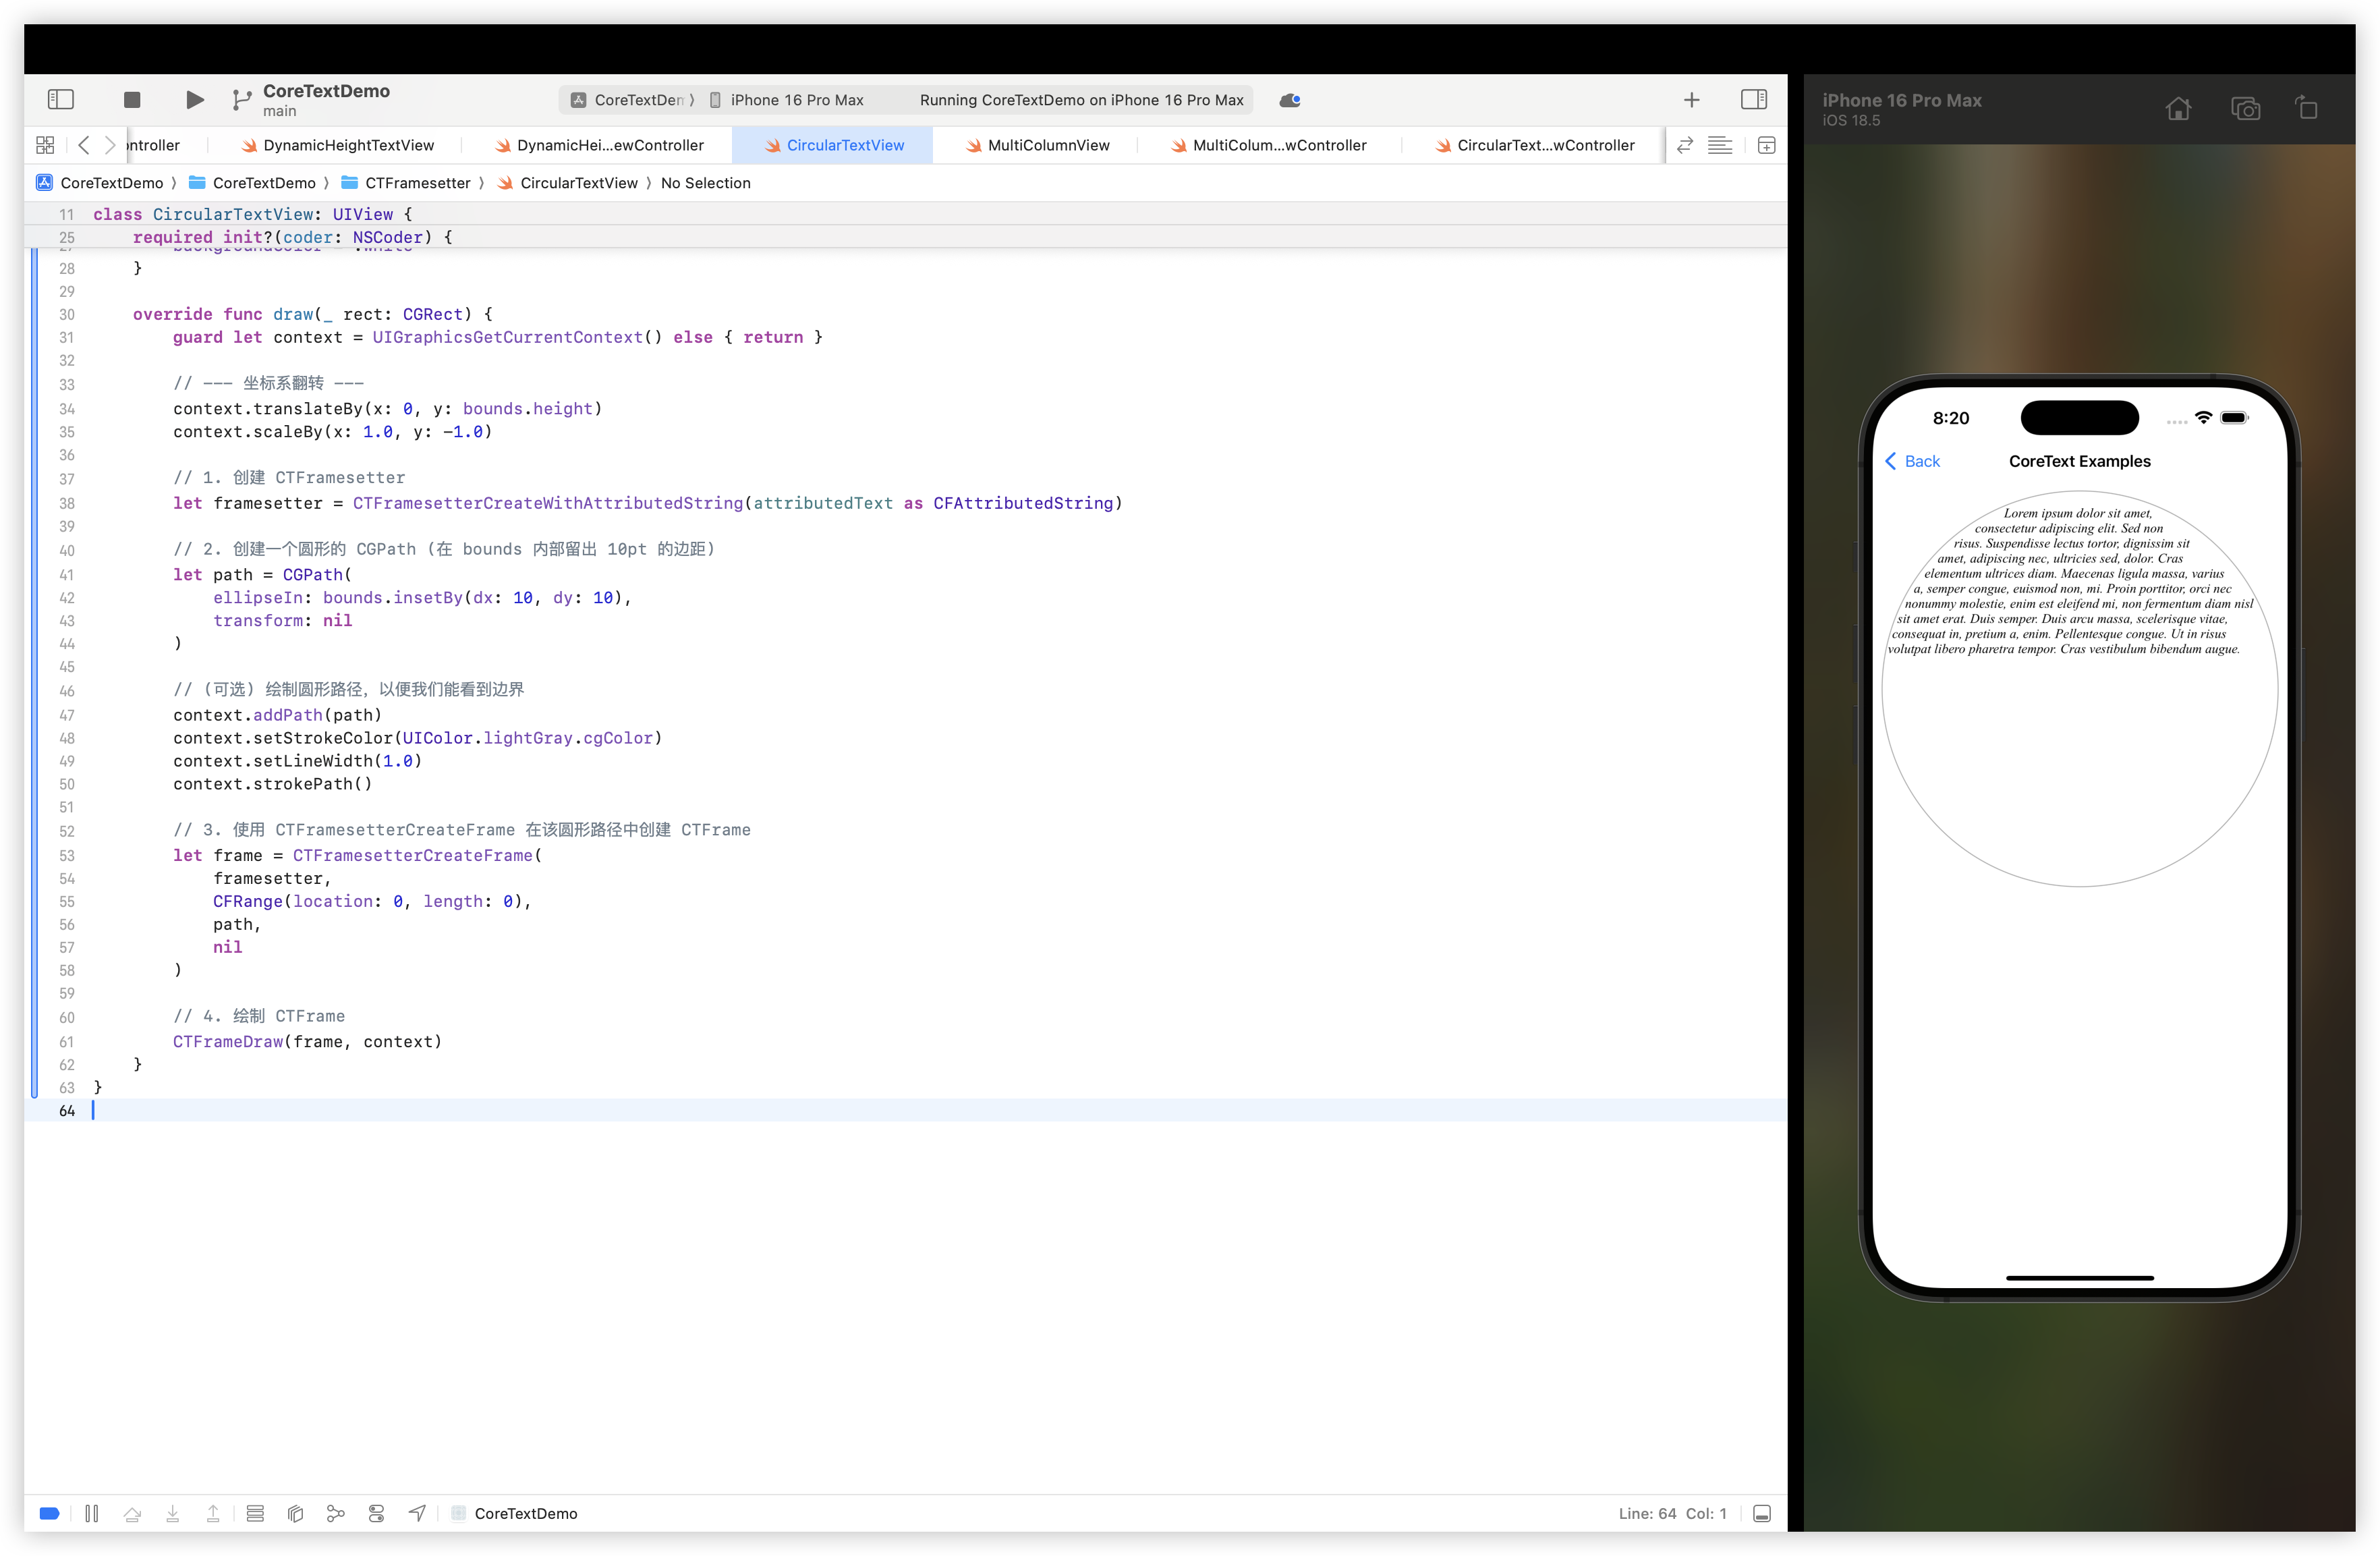 CoreTextDemo
main
CoreTextDem
iPhone 16 Pro Max
Running CoreTextDemo on iPhone 16 Pro Max
ontroller
DynamicHeightTextView
DynamicHei...ewController
CircularTextView
MultiColumnView
MultiColum...wController
CircularText...wController
CoreTextDemo 〉 CoreTextDemo 〉 CTFramesetter 〉 CircularTextView 〉 No Selection
11 class CircularTextView: UIView {
25     required init?(coder: NSCoder) {
27         backgroundColor = .white
28     }
29
30     override func draw(_ rect: CGRect) {
31         guard let context = UIGraphicsGetCurrentContext() else { return }
32
33         // --- 坐标系翻转 ---
34         context.translateBy(x: 0, y: bounds.height)
35         context.scaleBy(x: 1.0, y: -1.0)
36
37         // 1. 创建 CTFramesetter
38         let framesetter = CTFramesetterCreateWithAttributedString(attributedText as CFAttributedString)
39
40         // 2. 创建一个圆形的 CGPath (在 bounds 内部留出 10pt 的边距)
41         let path = CGPath(
42             ellipseIn: bounds.insetBy(dx: 10, dy: 10),
43             transform: nil
44         )
45
46         // (可选) 绘制圆形路径，以便我们能看到边界
47         context.addPath(path)
48         context.setStrokeColor(UIColor.lightGray.cgColor)
49         context.setLineWidth(1.0)
50         context.strokePath()
51
52         // 3. 使用 CTFramesetterCreateFrame 在该圆形路径中创建 CTFrame
53         let frame = CTFramesetterCreateFrame(
54             framesetter,
55             CFRange(location: 0, length: 0),
56             path,
57             nil
58         )
59
60         // 4. 绘制 CTFrame
61         CTFrameDraw(frame, context)
62     }
63 }
64
CoreTextDemo
Line: 64 Col: 1
iPhone 16 Pro Max
iOS 18.5
8:20
Back
CoreText Examples
Lorem ipsum dolor sit amet,
consectetur adipiscing elit. Sed non
risus. Suspendisse lectus tortor, dignissim sit
amet, adipiscing nec, ultricies sed, dolor. Cras
elementum ultrices diam. Maecenas ligula massa, varius
a, semper congue, euismod non, mi. Proin porttitor, orci nec
nonummy molestie, enim est eleifend mi, non fermentum diam nisl
sit amet erat. Duis semper. Duis arcu massa, scelerisque vitae,
consequat in, pretium a, enim. Pellentesque congue. Ut in risus
volutpat libero pharetra tempor. Cras vestibulum bibendum augue.